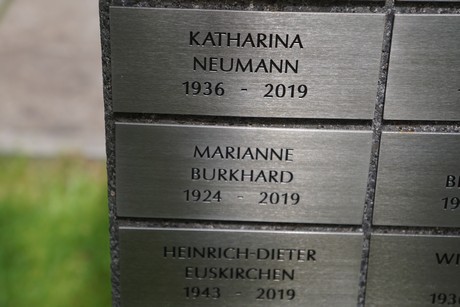 KATHARINA
NEUMANN
1936 - 2019
MARIANNE
BURKHARD
1924 - 2019
HEINRICH-DIETER
EUSKIRCHEN
1943 - 2019